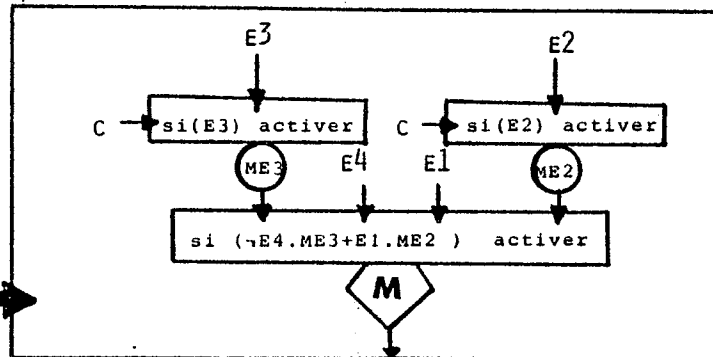 E3 E2
C si(E3) activer C si(E2) activer
ME3 E4 E1 ME2
si (¬E4.ME3+E1.ME2 ) activer
M